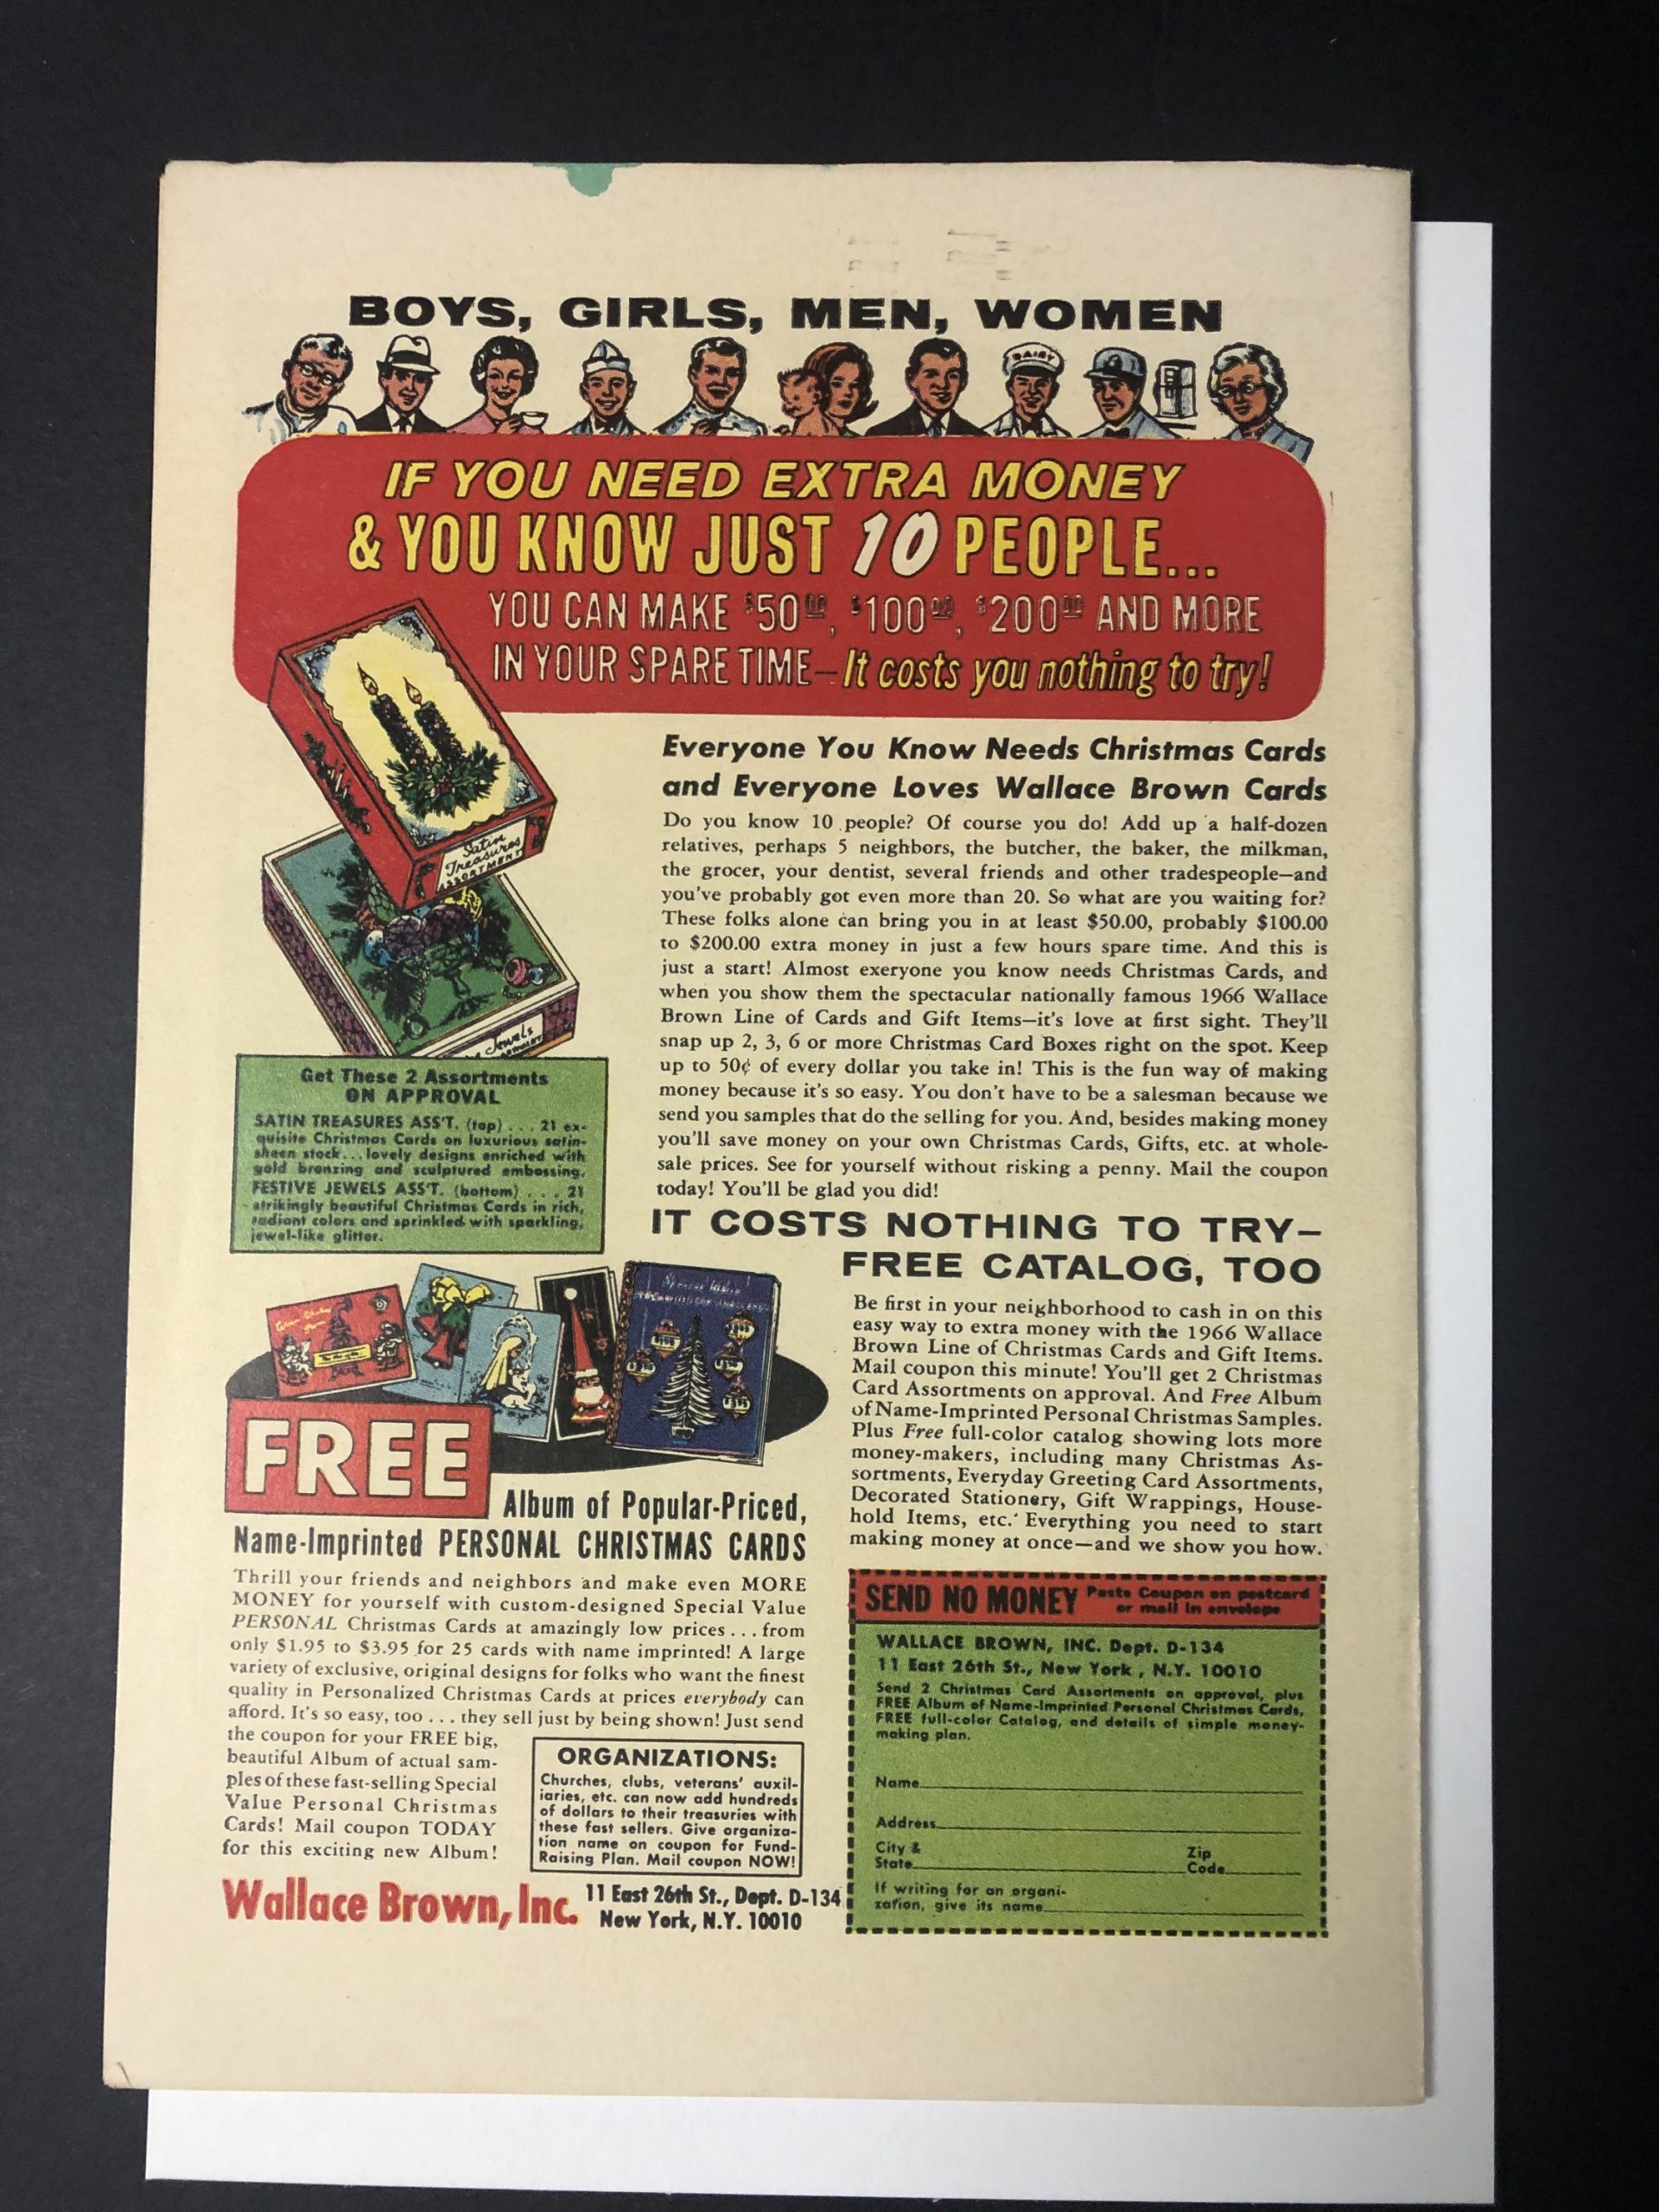 BOYS, GIRLS, MEN, WOMEN
DAIRY
IF YOU NEED EXTRA MONEY
& YOU KNOW JUST 10 PEOPLE...
YOU CAN MAKE $50.00, $100.00, $200.00 AND MORE
IN YOUR SPARE TIME—It costs you nothing to try!
Satin
Treasures
ASSORTMENT
Jewels
Everyone You Know Needs Christmas Cards
and Everyone Loves Wallace Brown Cards
Do you know 10 people? Of course you do! Add up a half-dozen
relatives, perhaps 5 neighbors, the butcher, the baker, the milkman,
the grocer, your dentist, several friends and other tradespeople—and
you've probably got even more than 20. So what are you waiting for?
These folks alone can bring you in at least $50.00, probably $100.00
to $200.00 extra money in just a few hours spare time. And this is
just a start! Almost exeryone you know needs Christmas Cards, and
when you show them the spectacular nationally famous 1966 Wallace
Brown Line of Cards and Gift Items—it's love at first sight. They'll
snap up 2, 3, 6 or more Christmas Card Boxes right on the spot. Keep
up to 50¢ of every dollar you take in! This is the fun way of making
money because it's so easy. You don't have to be a salesman because we
send you samples that do the selling for you. And, besides making money
you'll save money on your own Christmas Cards, Gifts, etc. at whole-
sale prices. See for yourself without risking a penny. Mail the coupon
today! You'll be glad you did!
Get These 2 Assortments
ON APPROVAL
SATIN TREASURES ASS'T. (top) . . . 21 ex-
quisite Christmas Cards on luxurious satin-
sheen stock...lovely designs enriched with
gold bronzing and sculptured embossing.
FESTIVE JEWELS ASS'T. (bottom) . . . 21
strikingly beautiful Christmas Cards in rich,
radiant colors and sprinkled with sparkling,
jewel-like glitter.
IT COSTS NOTHING TO TRY—
FREE CATALOG, TOO
Be first in your neighborhood to cash in on this
easy way to extra money with the 1966 Wallace
Brown Line of Christmas Cards and Gift Items.
Mail coupon this minute! You'll get 2 Christmas
Card Assortments on approval. And Free Album
of Name-Imprinted Personal Christmas Samples.
Plus Free full-color catalog showing lots more
money-makers, including many Christmas As-
sortments, Everyday Greeting Card Assortments,
Decorated Stationery, Gift Wrappings, House-
hold Items, etc. Everything you need to start
making money at once—and we show you how.
FREE
Album of Popular-Priced,
Name-Imprinted PERSONAL CHRISTMAS CARDS
Thrill your friends and neighbors and make even MORE
MONEY for yourself with custom-designed Special Value
PERSONAL Christmas Cards at amazingly low prices . . . from
only $1.95 to $3.95 for 25 cards with name imprinted! A large
variety of exclusive, original designs for folks who want the finest
quality in Personalized Christmas Cards at prices everybody can
afford. It's so easy, too . . . they sell just by being shown! Just send
the coupon for your FREE big,
beautiful Album of actual sam-
ples of these fast-selling Special
Value Personal Christmas
Cards! Mail coupon TODAY
for this exciting new Album!
ORGANIZATIONS:
Churches, clubs, veterans' auxil-
iaries, etc. can now add hundreds
of dollars to their treasuries with
these fast sellers. Give organiza-
tion name on coupon for Fund-
Raising Plan. Mail coupon NOW!
Wallace Brown, Inc.
11 East 26th St., Dept. D-134
New York, N.Y. 10010
SEND NO MONEY Paste Coupon on postcard
or mail in envelope
WALLACE BROWN, INC. Dept. D-134
11 East 26th St., New York , N.Y. 10010
Send 2 Christmas Card Assortments on approval, plus
FREE Album of Name-Imprinted Personal Christmas Cards,
FREE full-color Catalog, and details of simple money-
making plan.
Name
Address
City &
State
Zip
Code
If writing for an organi-
zation, give its name